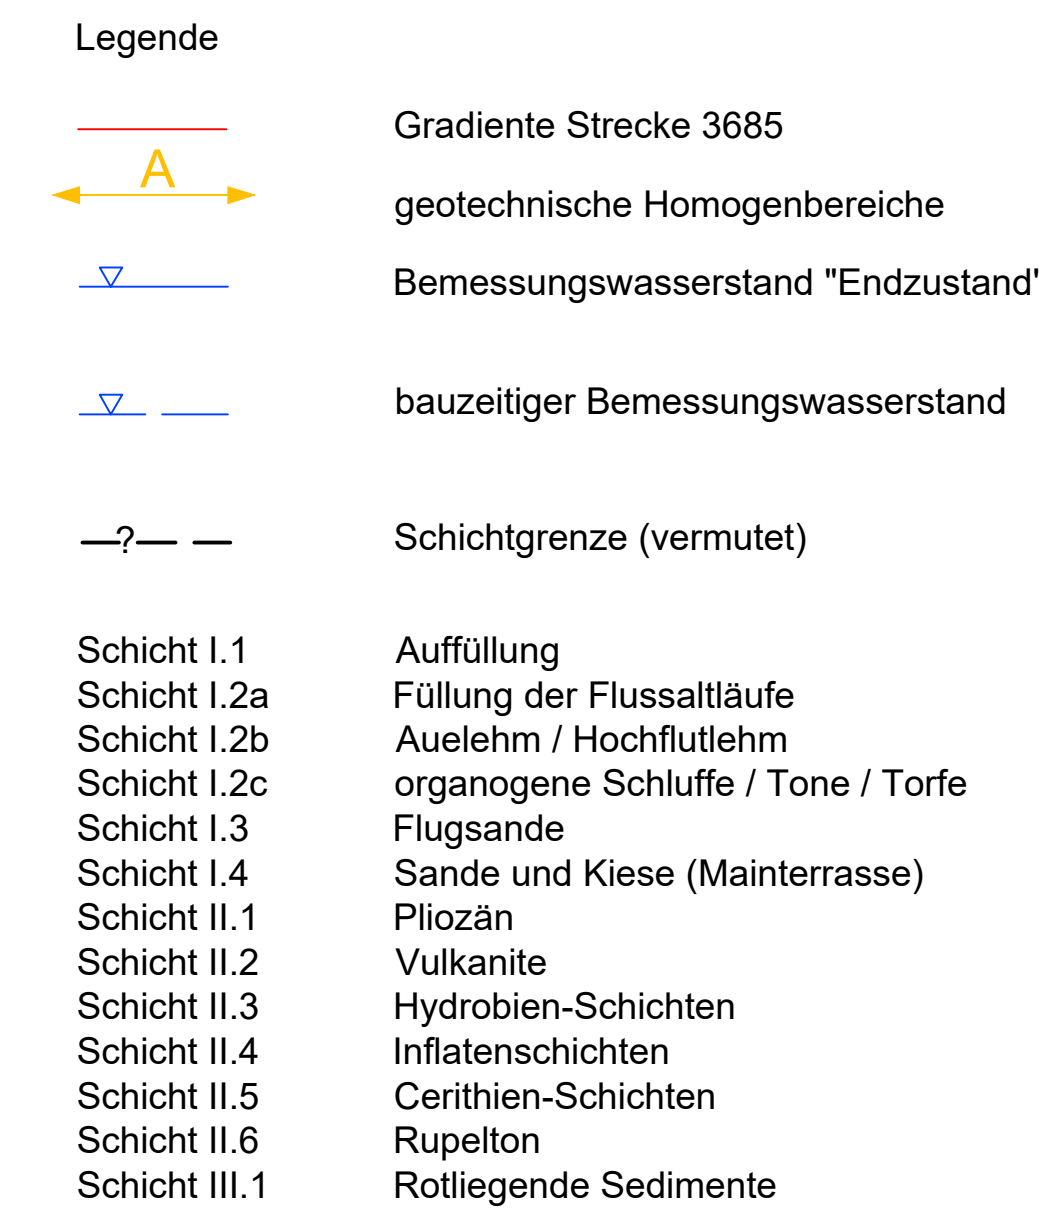 Legende
Gradiente Strecke 3685
A
geotechnische Homogenbereiche
Bemessungswasserstand "Endzustand'
bauzeitiger Bemessungswasserstand
? Schichtgrenze (vermutet)
Schicht I.1 Auffüllung
Schicht I.2a Füllung der Flussaltläufe
Schicht I.2b Auelehm / Hochflutlehm
Schicht I.2c organogene Schluffe / Tone / Torfe
Schicht I.3 Flugsande
Schicht I.4 Sande und Kiese (Mainterrasse)
Schicht II.1 Pliozän
Schicht II.2 Vulkanite
Schicht II.3 Hydrobien-Schichten
Schicht II.4 Inflatenschichten
Schicht II.5 Cerithien-Schichten
Schicht II.6 Rupelton
Schicht III.1 Rotliegende Sedimente